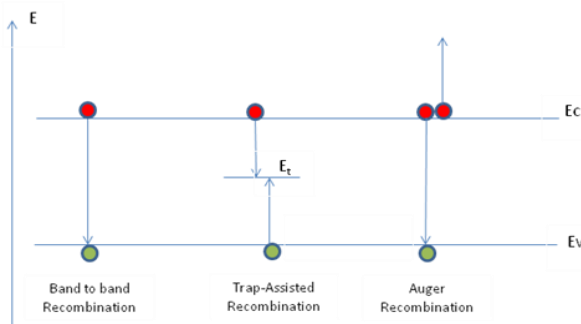 E
Ec
Et
Ev
Band to band
Recombination
Trap-Assisted
Recombination
Auger
Recombination